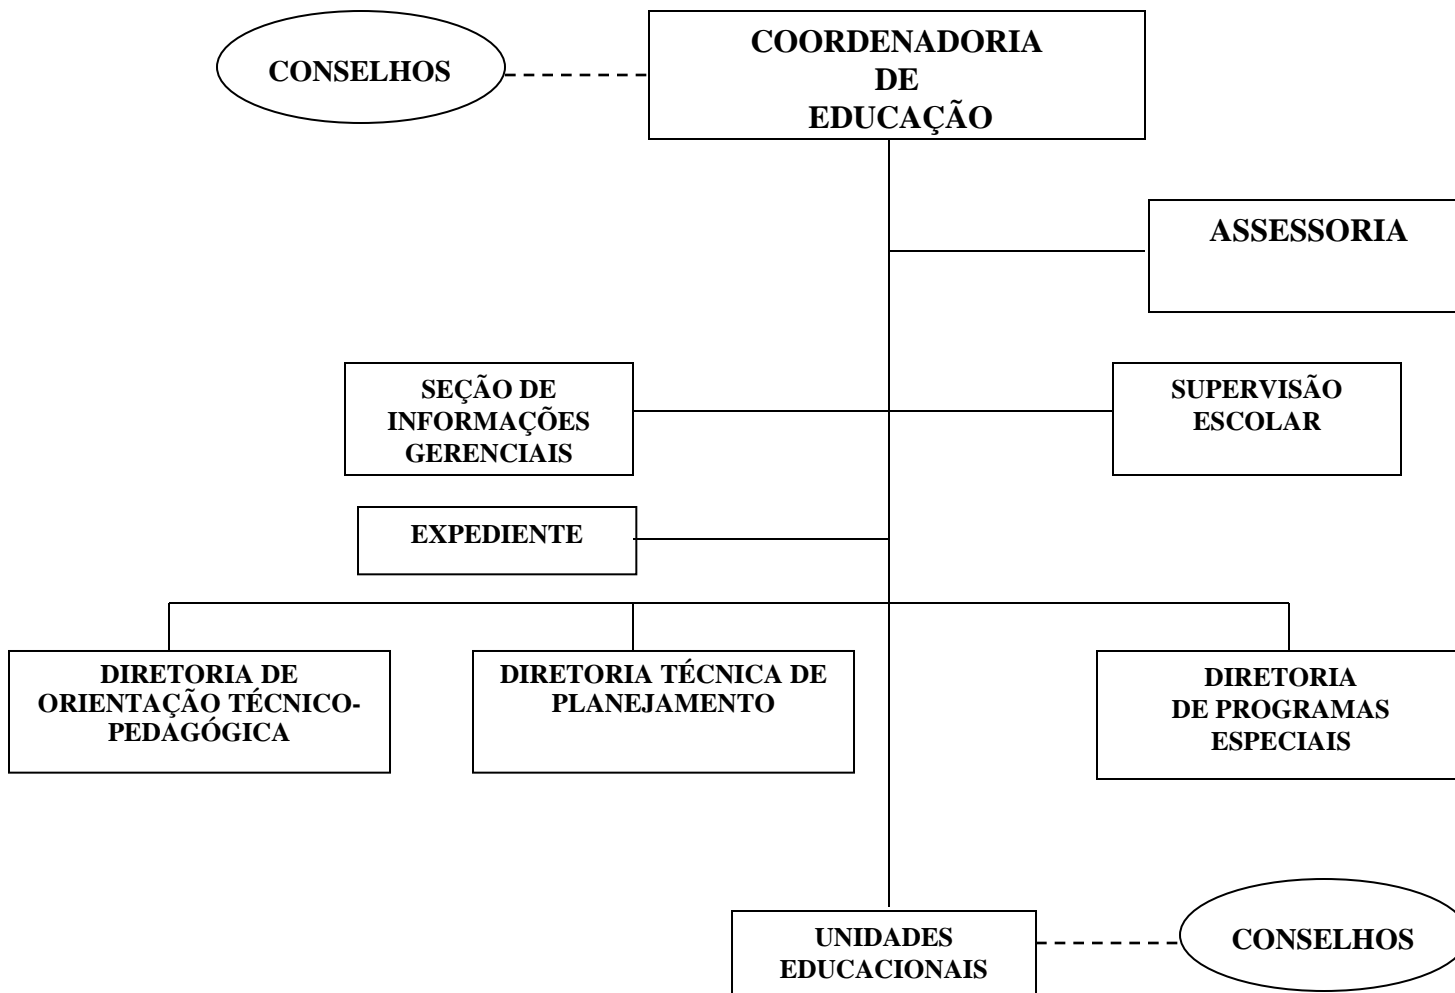 CONSELHOS
COORDENADORIA
DE
EDUCAÇÃO
ASSESSORIA
SEÇÃO DE
INFORMAÇÕES
GERENCIAIS
SUPERVISÃO
ESCOLAR
EXPEDIENTE
DIRETORIA DE
ORIENTAÇÃO TÉCNICO-
PEDAGÓGICA
DIRETORIA TÉCNICA DE
PLANEJAMENTO
DIRETORIA
DE PROGRAMAS
ESPECIAIS
UNIDADES
EDUCACIONAIS
CONSELHOS